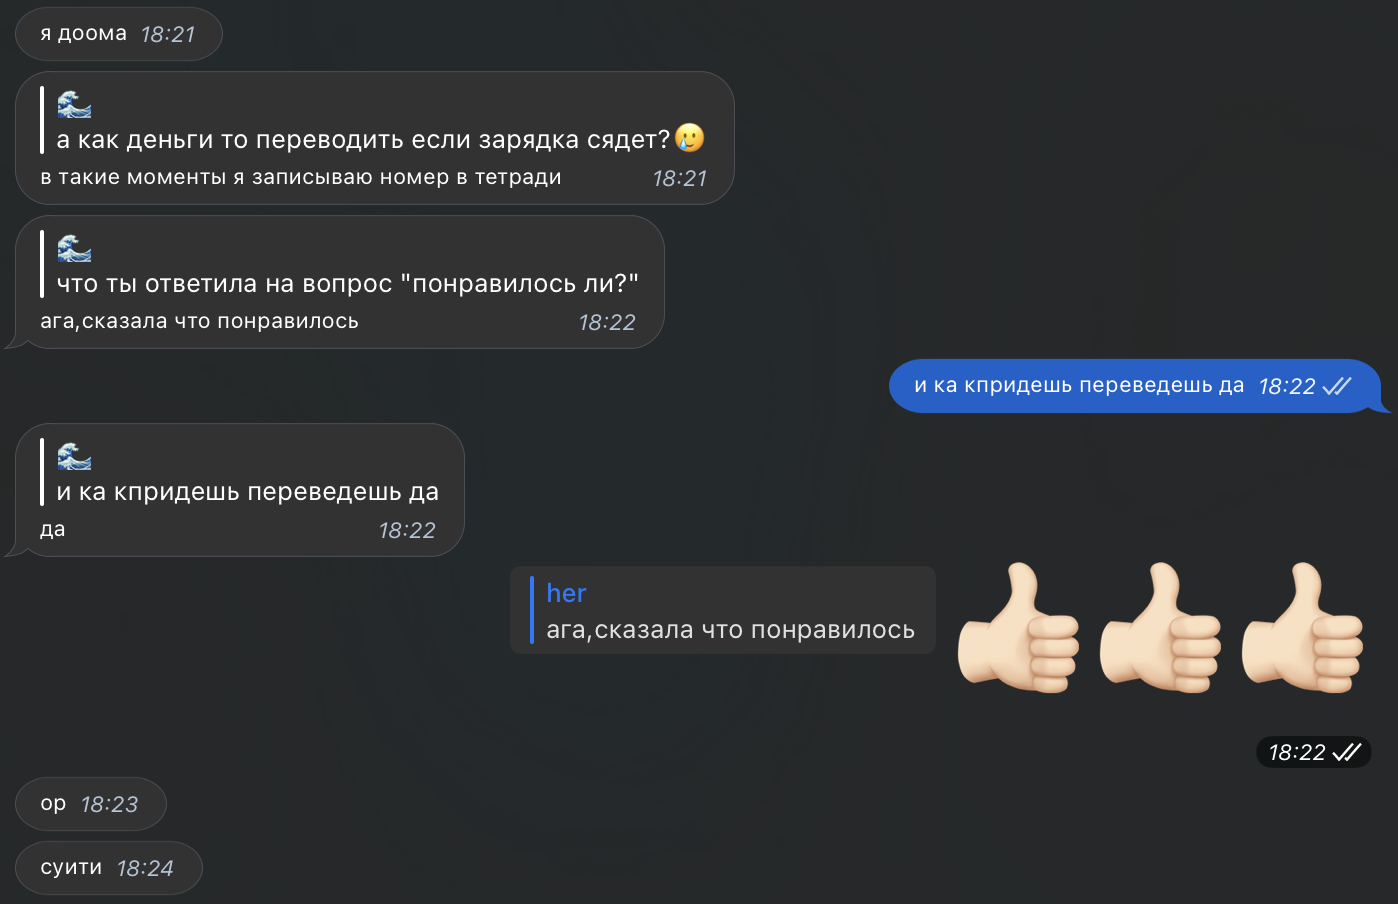 я доома 18:21
🌊
а как деньги то переводить если зарядка сядет?🥲
в такие моменты я записываю номер в тетради 18:21
🌊
что ты ответила на вопрос "понравилось ли?"
ага,сказала что понравилось 18:22
и ка кпридешь переведешь да 18:22
🌊
и ка кпридешь переведешь да
да 18:22
her
ага,сказала что понравилось
👍🏻👍🏻👍🏻
18:22
ор 18:23
суити 18:24